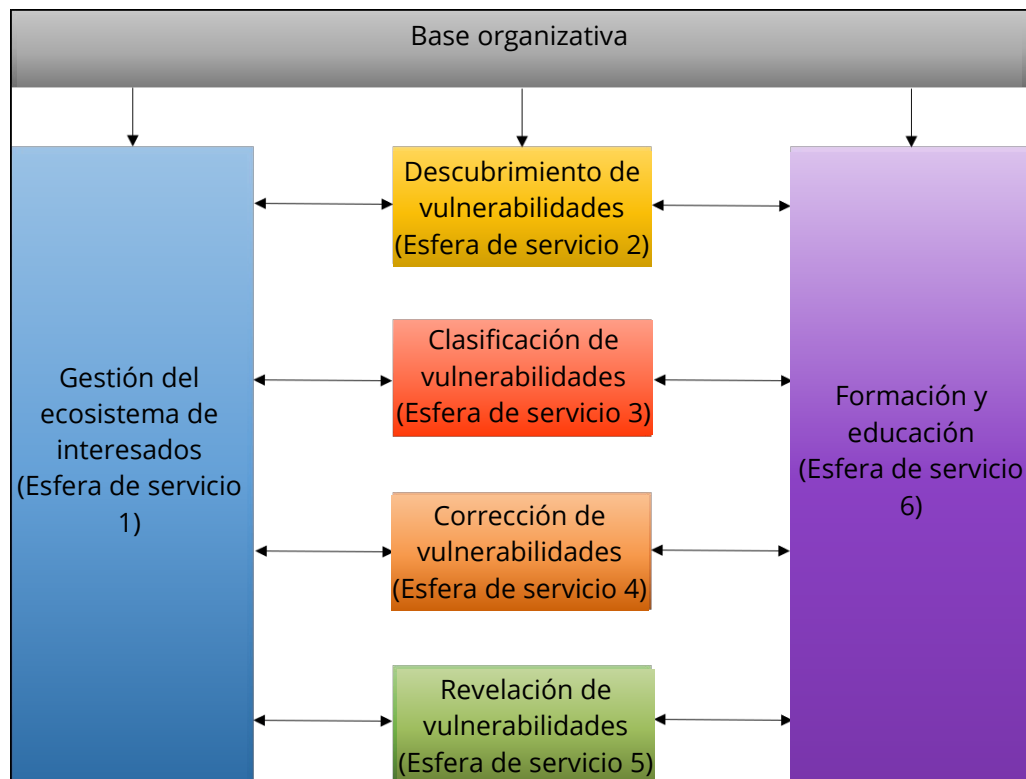 Base organizativa
Gestión del
ecosistema de
interesados
(Esfera de servicio
1)
Descubrimiento de
vulnerabilidades
(Esfera de servicio 2)
Clasificación de
vulnerabilidades
(Esfera de servicio 3)
Corrección de
vulnerabilidades
(Esfera de servicio 4)
Revelación de
vulnerabilidades
(Esfera de servicio 5)
Formación y
educación
(Esfera de servicio
6)